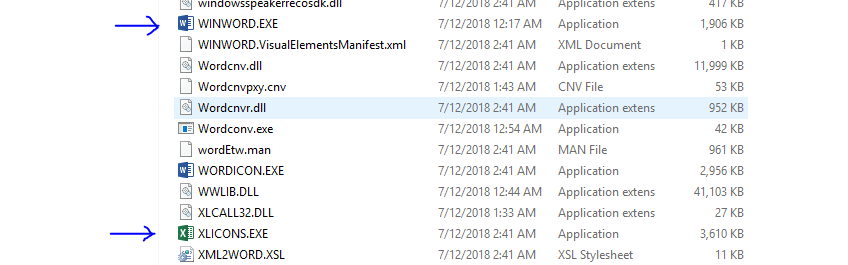 windowsspeakerrecosdk.dll 7/12/2018 2:41 AM Application extens 417 KB
WINWORD.EXE 7/12/2018 12:17 AM Application 1,906 KB
WINWORD.VisualElementsManifest.xml 7/12/2018 2:41 AM XML Document 1 KB
Wordcnv.dll 7/12/2018 2:41 AM Application extens 11,999 KB
Wordcnvpxy.cnv 7/12/2018 1:43 AM CNV File 53 KB
Wordcnvr.dll 7/12/2018 2:41 AM Application extens 952 KB
Wordconv.exe 7/12/2018 12:54 AM Application 42 KB
wordEtw.man 7/12/2018 2:41 AM MAN File 961 KB
WORDICON.EXE 7/12/2018 2:41 AM Application 2,956 KB
WWLIB.DLL 7/12/2018 12:44 AM Application extens 41,103 KB
XLCALL32.DLL 7/12/2018 1:33 AM Application extens 27 KB
XLICONS.EXE 7/12/2018 2:41 AM Application 3,610 KB
XML2WORD.XSL 7/12/2018 2:41 AM XSL Stylesheet 11 KB